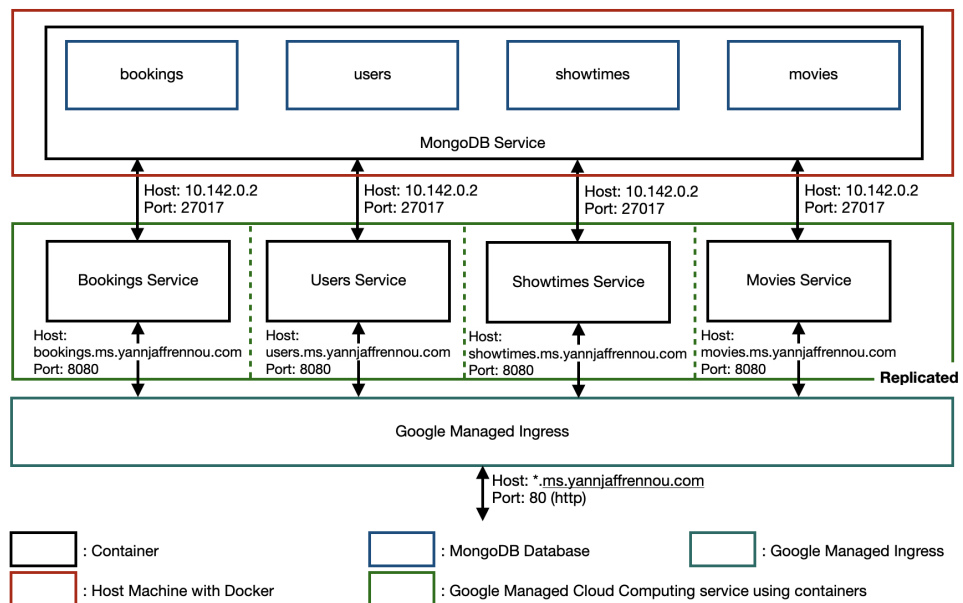 bookings
users
showtimes
movies
MongoDB Service
Host: 10.142.0.2
Port: 27017
Host: 10.142.0.2
Port: 27017
Host: 10.142.0.2
Port: 27017
Host: 10.142.0.2
Port: 27017
Bookings Service
Users Service
Showtimes Service
Movies Service
Host:
bookings.ms.yannjaffrennou.com
Port: 8080
Host:
users.ms.yannjaffrennou.com
Port: 8080
Host:
showtimes.ms.yannjaffrennou.com
Port: 8080
Host:
movies.ms.yannjaffrennou.com
Port: 8080
Replicated
Google Managed Ingress
Host: *.ms.yannjaffrennou.com
Port: 80 (http)
: Container
: MongoDB Database
: Google Managed Ingress
: Host Machine with Docker
: Google Managed Cloud Computing service using containers